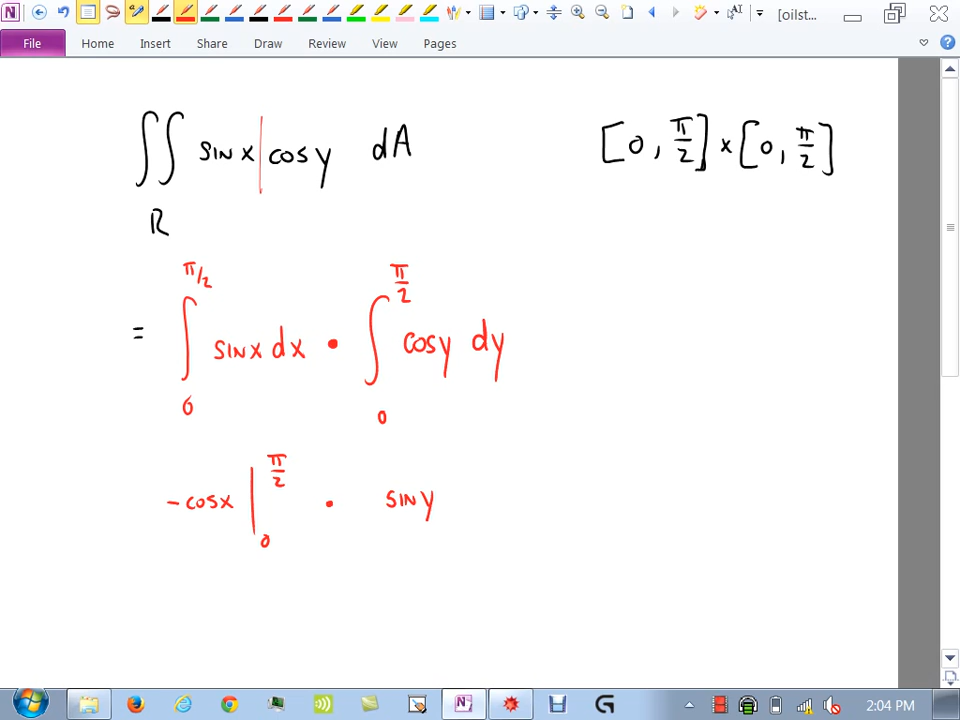 [oilst...
File Home Insert Share Draw Review View Pages
∬ sin x | cos y dA [0, π/2] × [0, π/2]
R
= ∫₀^{π/2} sin x dx • ∫₀^{π/2} cos y dy
- cos x |₀^{π/2} • sin y
2:04 PM